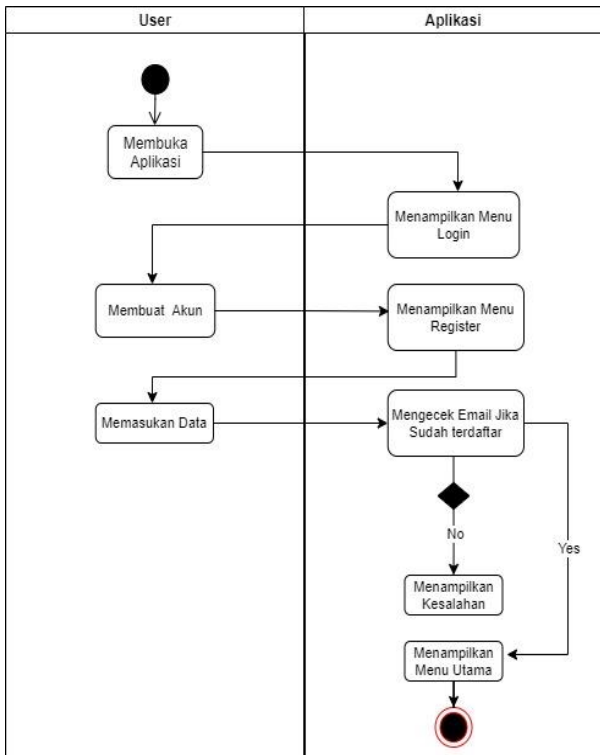 User
Aplikasi
Membuka
Aplikasi
Menampilkan Menu
Login
Membuat Akun
Menampilkan Menu
Register
Memasukan Data
Mengecek Email Jika
Sudah terdaftar
No
Yes
Menampilkan
Kesalahan
Menampilkan
Menu Utama